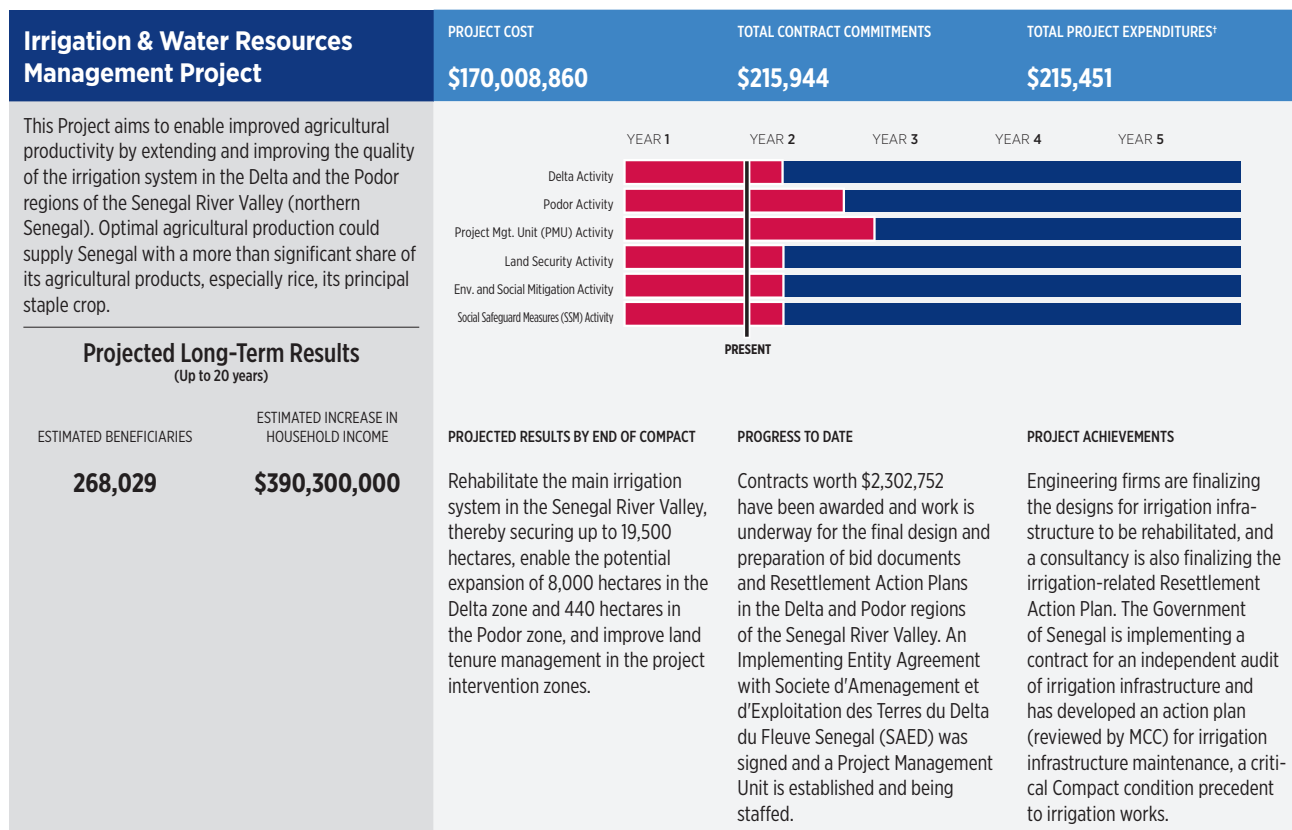 Irrigation & Water Resources
Management Project
PROJECT COST
$170,008,860
TOTAL CONTRACT COMMITMENTS
$215,944
TOTAL PROJECT EXPENDITURES†
$215,451
This Project aims to enable improved agricultural
productivity by extending and improving the quality
of the irrigation system in the Delta and the Podor
regions of the Senegal River Valley (northern
Senegal). Optimal agricultural production could
supply Senegal with a more than significant share of
its agricultural products, especially rice, its principal
staple crop.
Projected Long-Term Results
(Up to 20 years)
ESTIMATED BENEFICIARIES
268,029
ESTIMATED INCREASE IN
HOUSEHOLD INCOME
$390,300,000
YEAR 1 YEAR 2 YEAR 3 YEAR 4 YEAR 5
Delta Activity
Podor Activity
Project Mgt. Unit (PMU) Activity
Land Security Activity
Env. and Social Mitigation Activity
Social Safeguard Measures (SSM) Activity
PRESENT
PROJECTED RESULTS BY END OF COMPACT
Rehabilitate the main irrigation
system in the Senegal River Valley,
thereby securing up to 19,500
hectares, enable the potential
expansion of 8,000 hectares in the
Delta zone and 440 hectares in
the Podor zone, and improve land
tenure management in the project
intervention zones.
PROGRESS TO DATE
Contracts worth $2,302,752
have been awarded and work is
underway for the final design and
preparation of bid documents
and Resettlement Action Plans
in the Delta and Podor regions
of the Senegal River Valley. An
Implementing Entity Agreement
with Societe d'Amenagement et
d'Exploitation des Terres du Delta
du Fleuve Senegal (SAED) was
signed and a Project Management
Unit is established and being
staffed.
PROJECT ACHIEVEMENTS
Engineering firms are finalizing
the designs for irrigation infra-
structure to be rehabilitated, and
a consultancy is also finalizing the
irrigation-related Resettlement
Action Plan. The Government
of Senegal is implementing a
contract for an independent audit
of irrigation infrastructure and
has developed an action plan
(reviewed by MCC) for irrigation
infrastructure maintenance, a criti-
cal Compact condition precedent
to irrigation works.